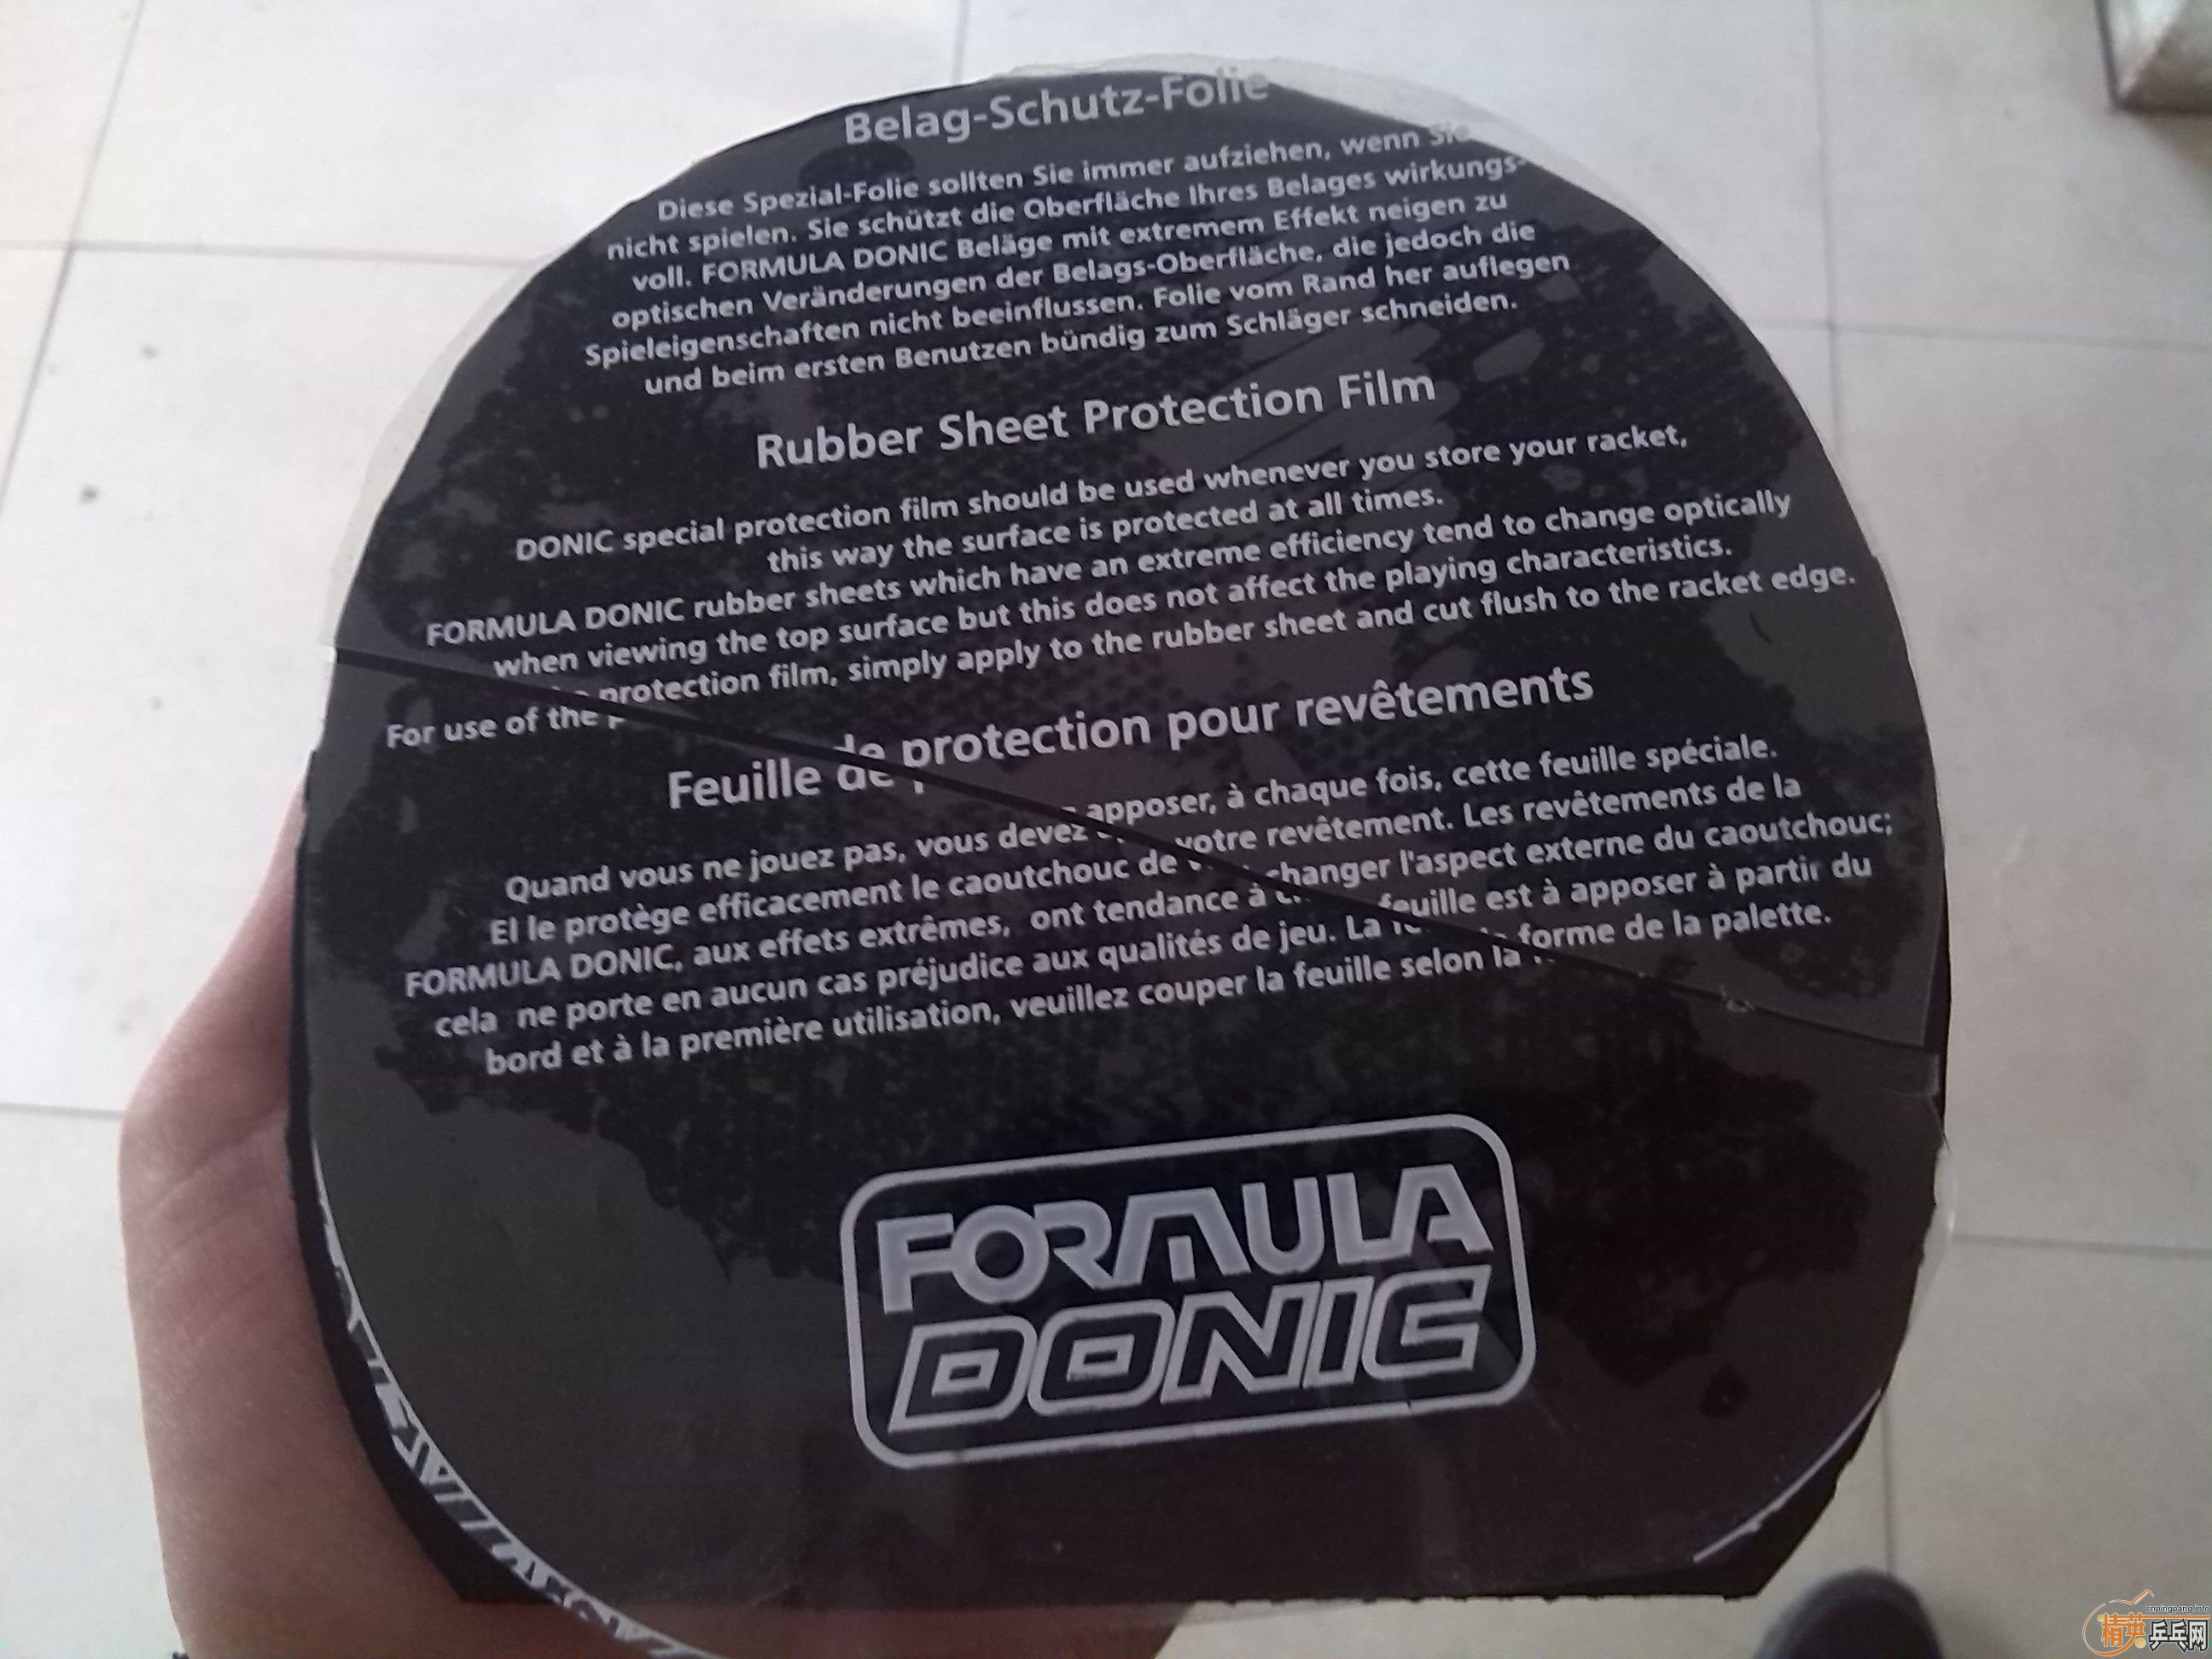 Belag-Schutz-Folie
Diese Spezial-Folie sollten Sie immer aufziehen, wenn Sie
nicht spielen. Sie schützt die Oberfläche Ihres Belages wirkungs-
voll. FORMULA DONIC Beläge mit extremem Effekt neigen zu
optischen Veränderungen der Belags-Oberfläche, die jedoch die
Spieleigenschaften nicht beeinflussen. Folie vom Rand her auflegen
und beim ersten Benutzen bündig zum Schläger schneiden.
Rubber Sheet Protection Film
DONIC special protection film should be used whenever you store your racket,
this way the surface is protected at all times.
FORMULA DONIC rubber sheets which have an extreme efficiency tend to change optically
when viewing the top surface but this does not affect the playing characteristics.
For use of the protection film, simply apply to the rubber sheet and cut flush to the racket edge.
Feuille de protection pour revêtements
Quand vous ne jouez pas, vous devez apposer, à chaque fois, cette feuille spéciale.
El le protège efficacement le caoutchouc de votre revêtement. Les revêtements de la
FORMULA DONIC, aux effets extrêmes, ont tendance à changer l'aspect externe du caoutchouc;
cela ne porte en aucun cas préjudice aux qualités de jeu. La feuille est à apposer à partir du
bord et à la première utilisation, veuillez couper la feuille selon la forme de la palette.
FORMULA
DONIC
cnpingpang.info
精英乒乓网